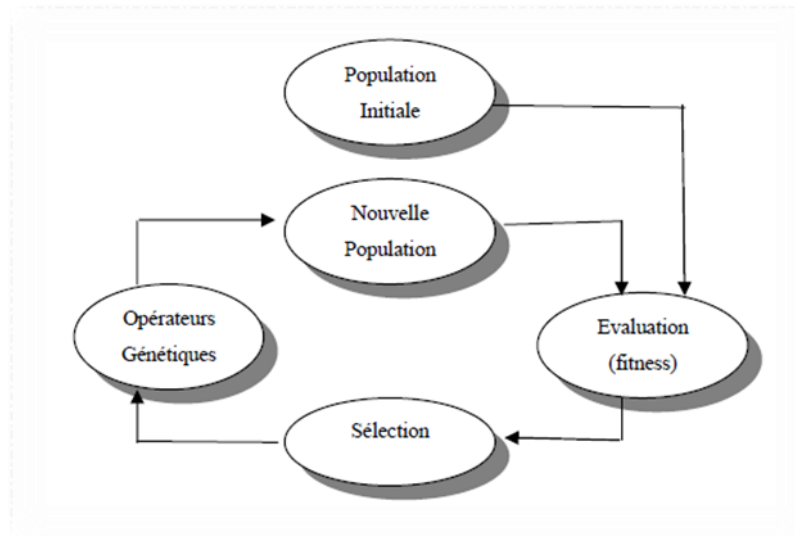 Population
Initiale
Nouvelle
Population
Opérateurs
Génétiques
Evaluation
(fitness)
Sélection